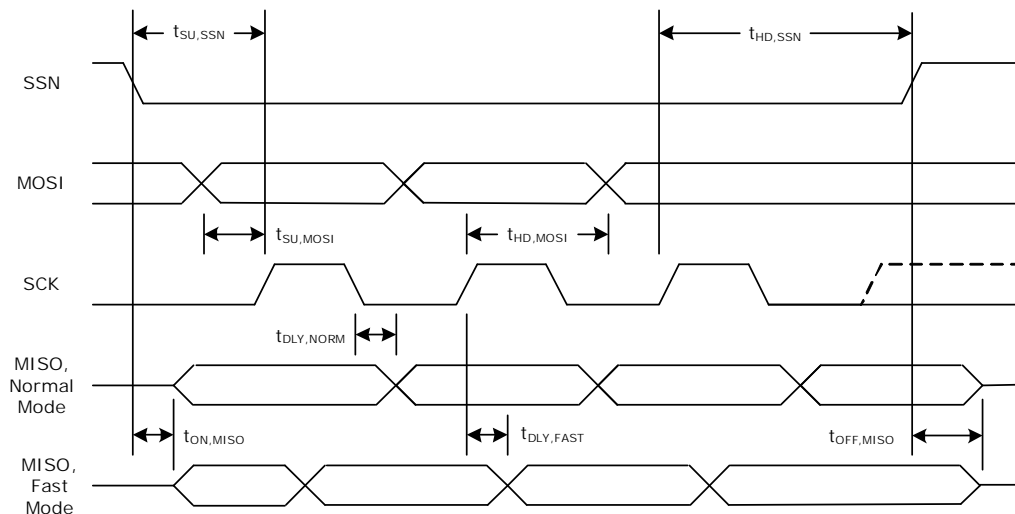 tSU,SSN
tHD,SSN
SSN
MOSI
tSU,MOSI
tHD,MOSI
SCK
tDLY,NORM
MISO,
Normal
Mode
tON,MISO
tDLY,FAST
tOFF,MISO
MISO,
Fast
Mode